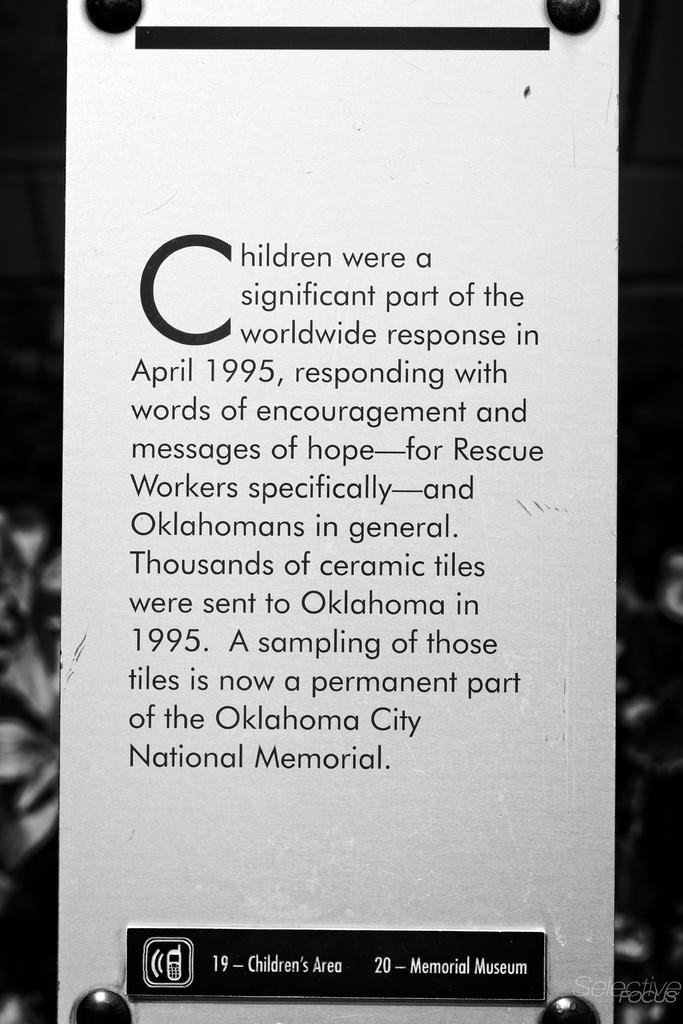 Children were a
significant part of the
worldwide response in
April 1995, responding with
words of encouragement and
messages of hope—for Rescue
Workers specifically—and
Oklahomans in general.
Thousands of ceramic tiles
were sent to Oklahoma in
1995.  A sampling of those
tiles is now a permanent part
of the Oklahoma City
National Memorial.
19 – Children's Area 20 – Memorial Museum
Selective
FOCUS